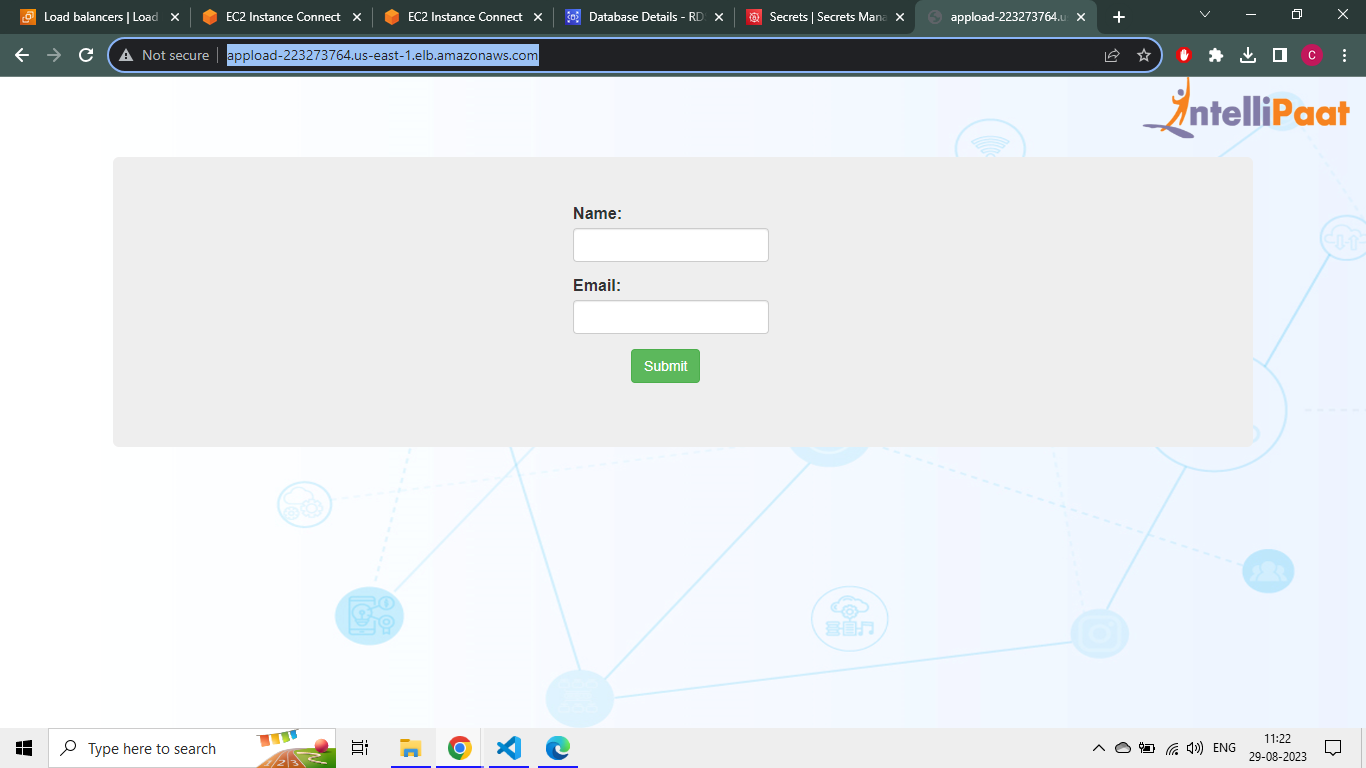 Load balancers | Load
EC2 Instance Connect
EC2 Instance Connect
Database Details - RD
Secrets | Secrets Mana
appload-223273764.u
Not secure
appload-223273764.us-east-1.elb.amazonaws.com
C
IntelliPaat
Name:
Email:
Submit
Type here to search
ENG
11:22
29-08-2023